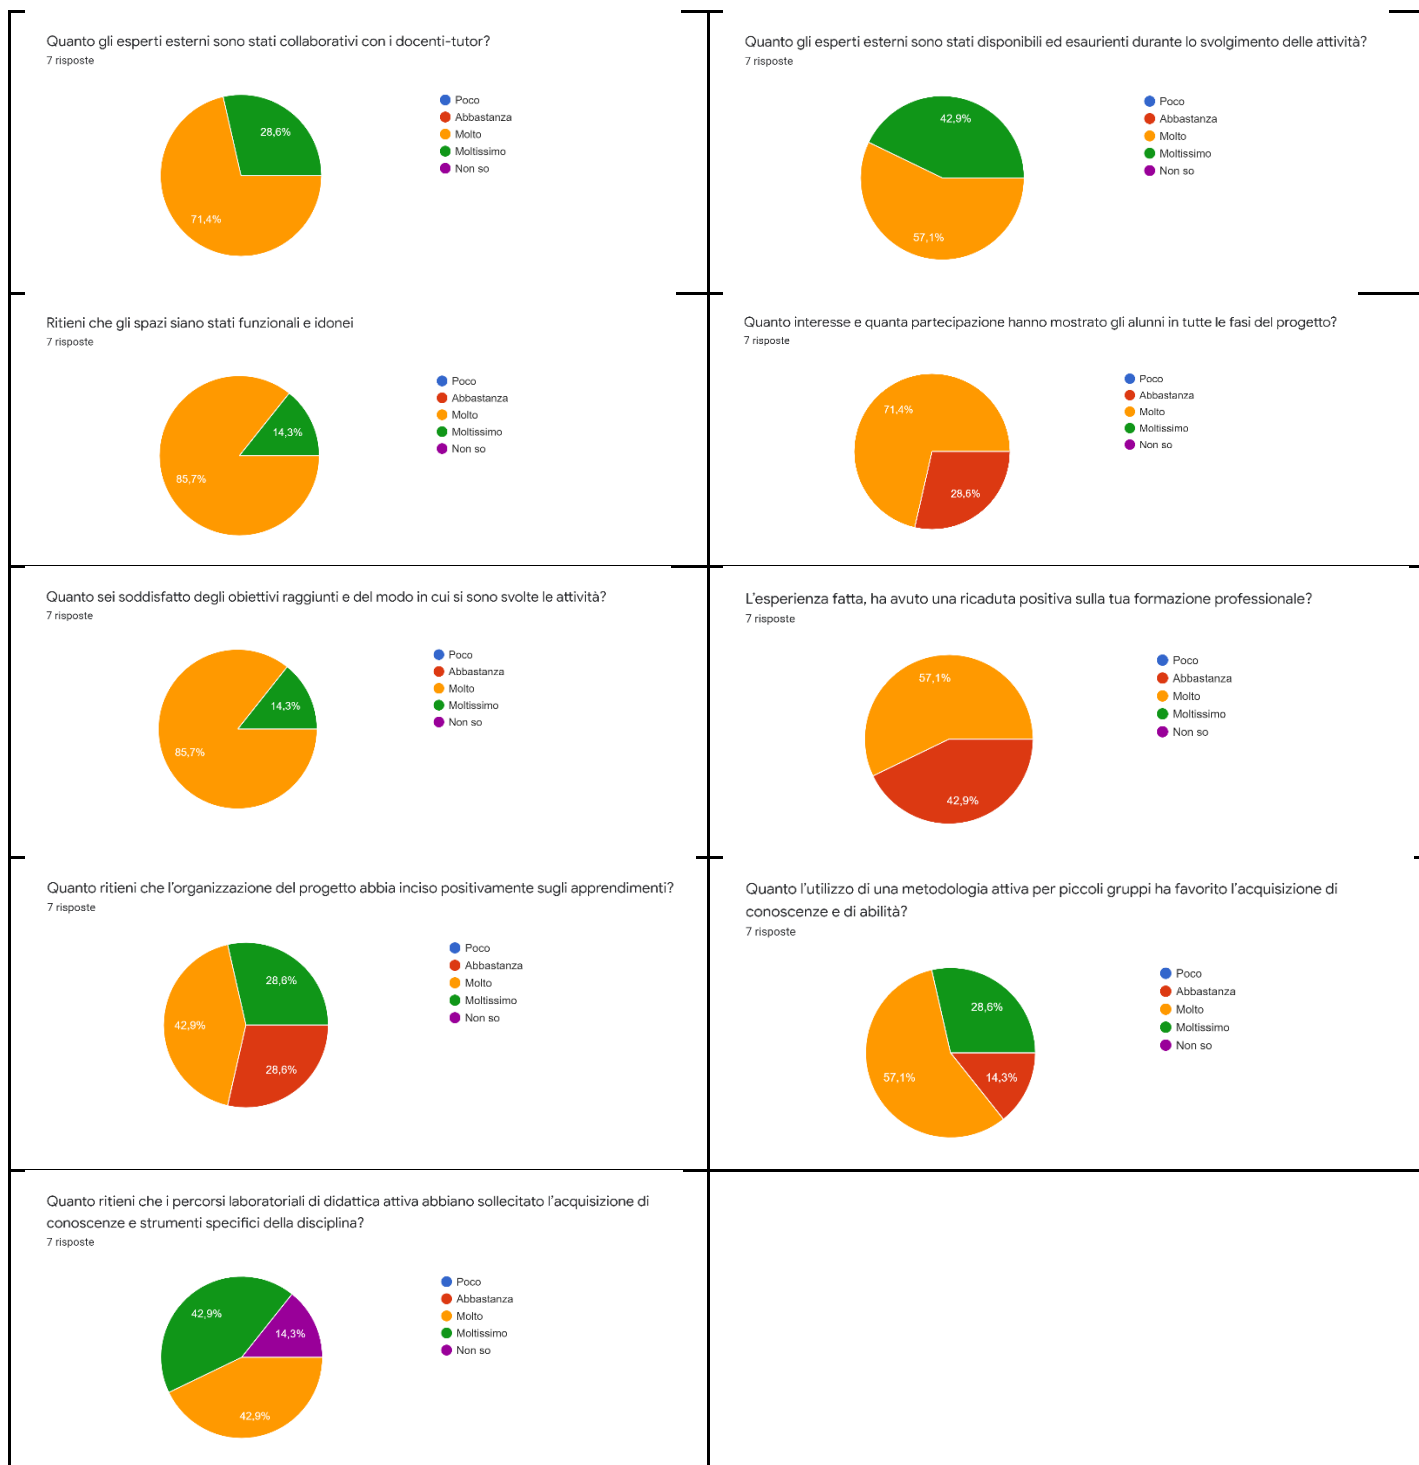 Quanto gli esperti esterni sono stati collaborativi con i docenti-tutor?
7 risposte
28,6%
71,4%
Poco
Abbastanza
Molto
Moltissimo
Non so
Quanto gli esperti esterni sono stati disponibili ed esaurienti durante lo svolgimento delle attività?
7 risposte
42,9%
57,1%
Poco
Abbastanza
Molto
Moltissimo
Non so
Ritieni che gli spazi siano stati funzionali e idonei
7 risposte
14,3%
85,7%
Poco
Abbastanza
Molto
Moltissimo
Non so
Quanto interesse e quanta partecipazione hanno mostrato gli alunni in tutte le fasi del progetto?
7 risposte
71,4%
28,6%
Poco
Abbastanza
Molto
Moltissimo
Non so
Quanto sei soddisfatto degli obiettivi raggiunti e del modo in cui si sono svolte le attività?
7 risposte
14,3%
85,7%
Poco
Abbastanza
Molto
Moltissimo
Non so
L'esperienza fatta, ha avuto una ricaduta positiva sulla tua formazione professionale?
7 risposte
57,1%
42,9%
Poco
Abbastanza
Molto
Moltissimo
Non so
Quanto ritieni che l'organizzazione del progetto abbia inciso positivamente sugli apprendimenti?
7 risposte
28,6%
42,9%
28,6%
Poco
Abbastanza
Molto
Moltissimo
Non so
Quanto l'utilizzo di una metodologia attiva per piccoli gruppi ha favorito l'acquisizione di
conoscenze e di abilità?
7 risposte
28,6%
57,1%
14,3%
Poco
Abbastanza
Molto
Moltissimo
Non so
Quanto ritieni che i percorsi laboratoriali di didattica attiva abbiano sollecitato l'acquisizione di
conoscenze e strumenti specifici della disciplina?
7 risposte
42,9%
14,3%
42,9%
Poco
Abbastanza
Molto
Moltissimo
Non so